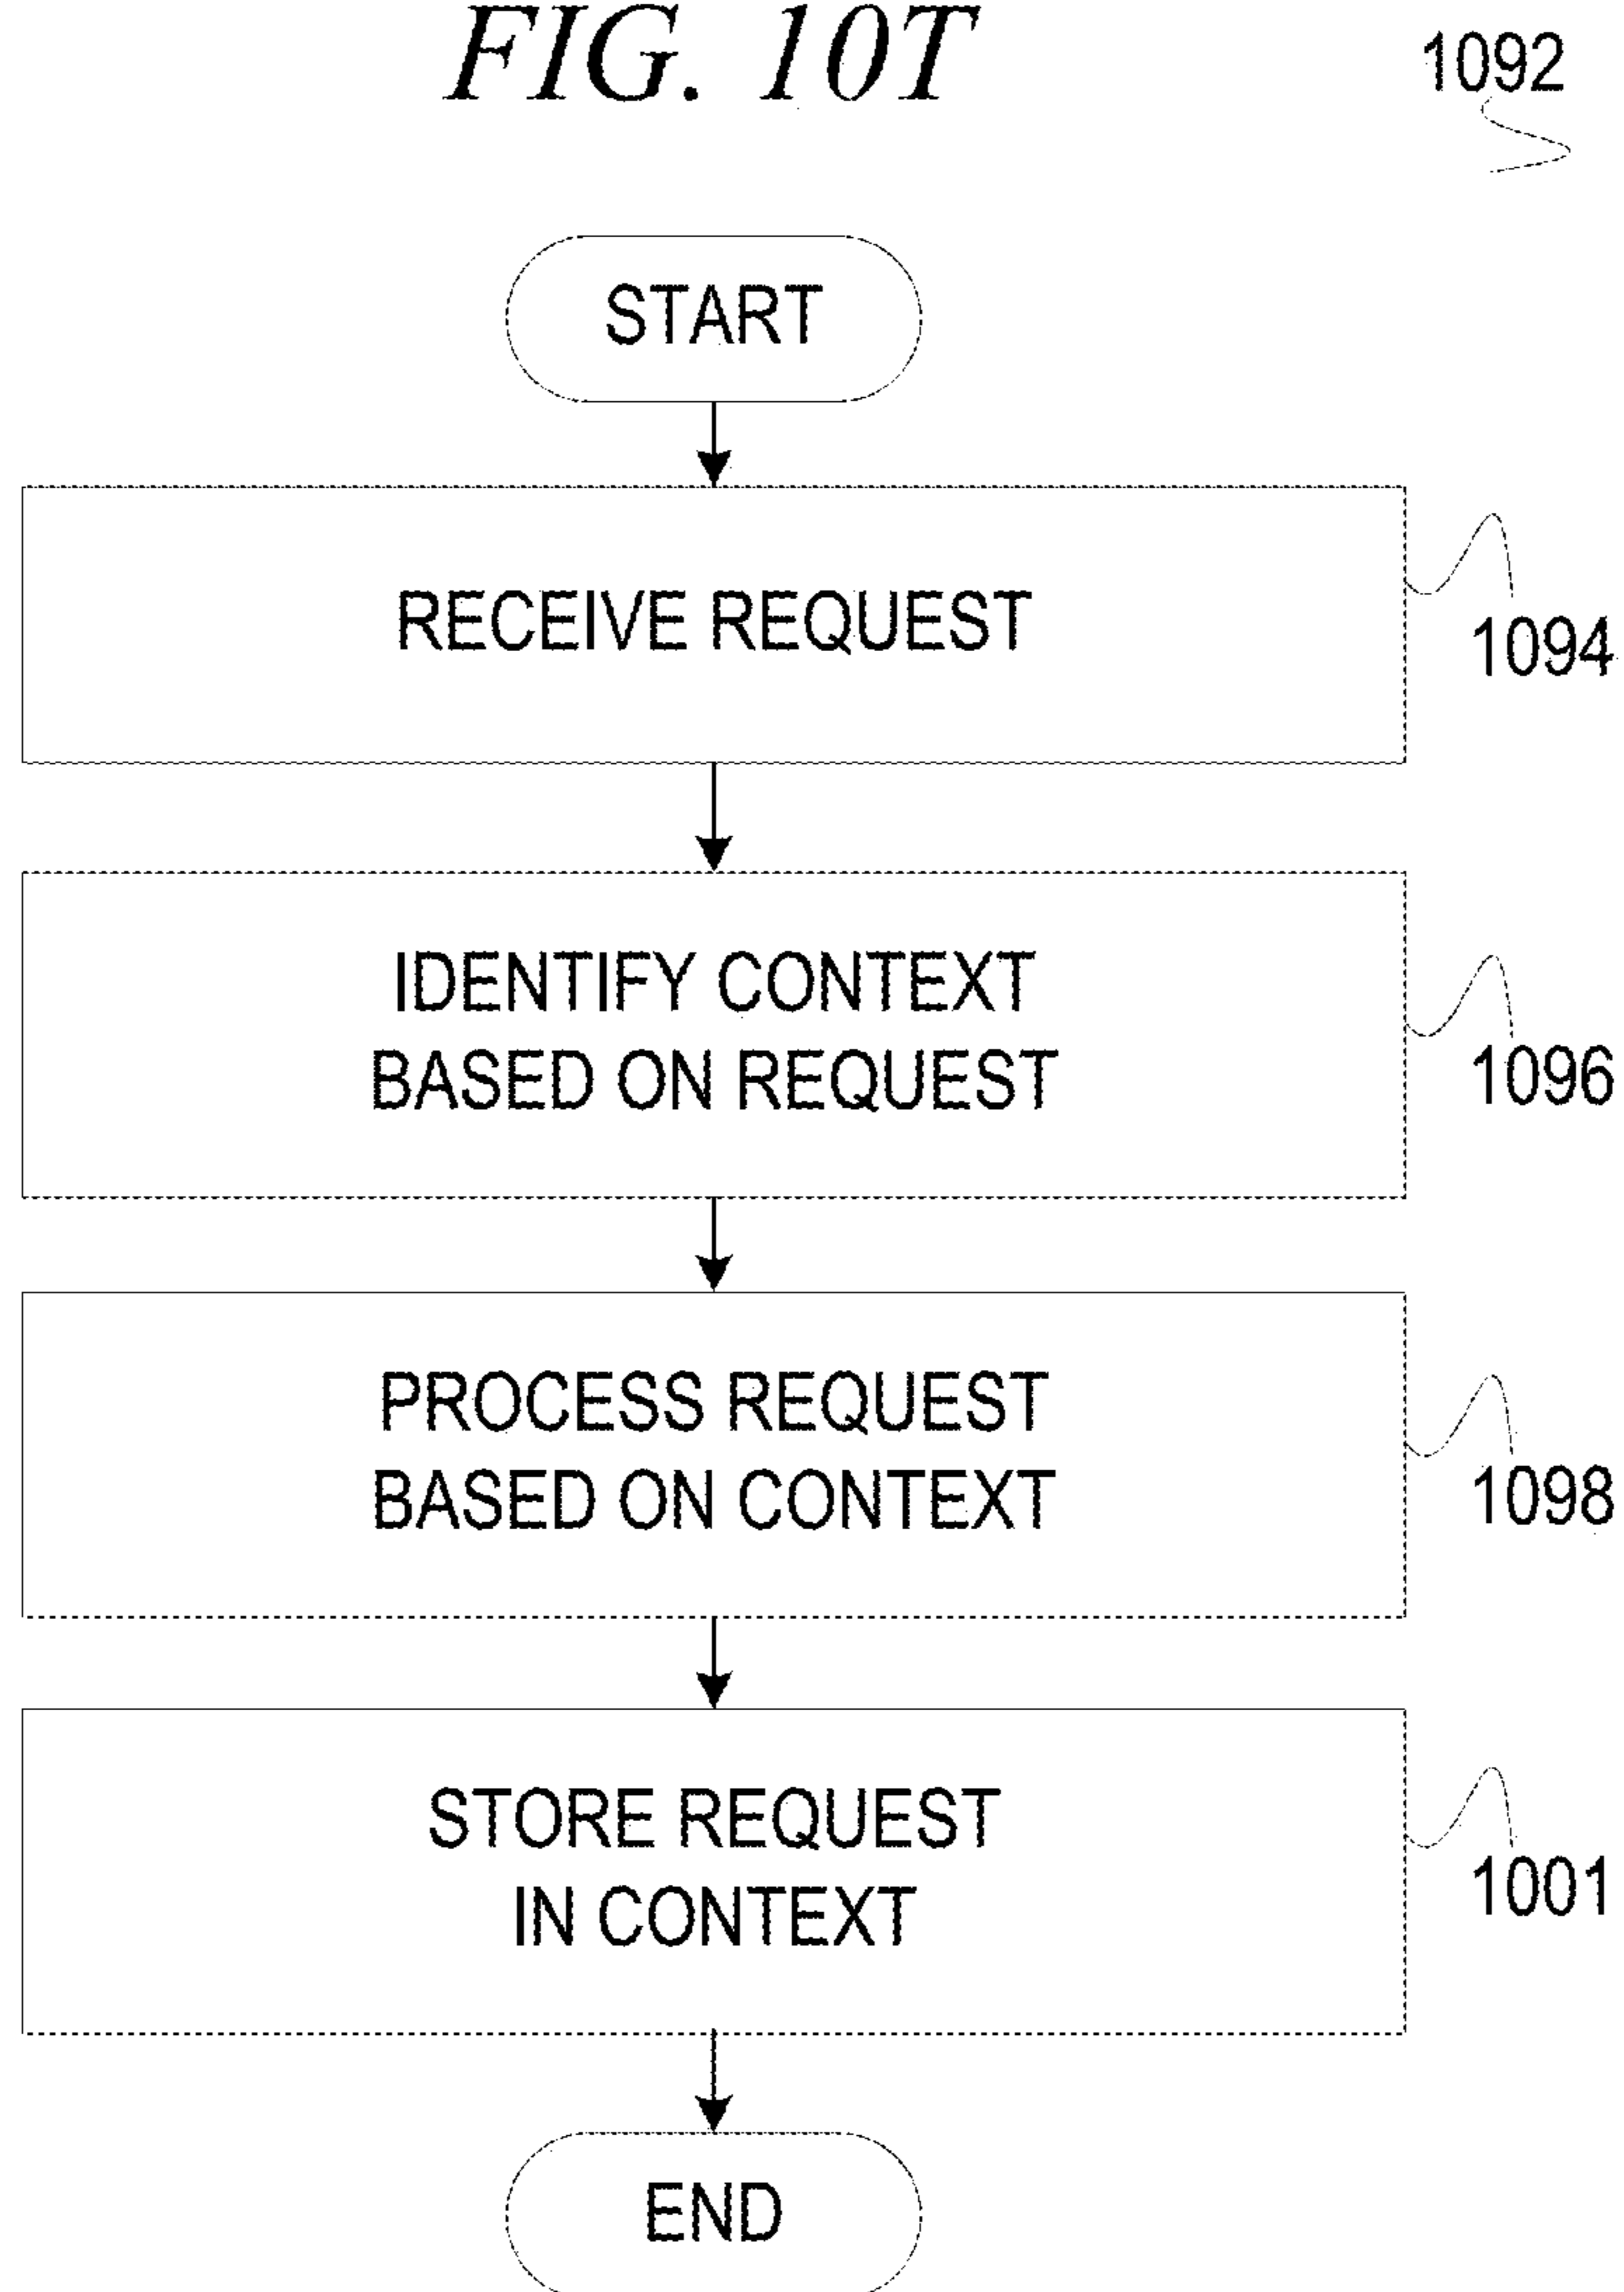 FIG. 10T
1092
START
RECEIVE REQUEST
1094
IDENTIFY CONTEXT
BASED ON REQUEST
1096
PROCESS REQUEST
BASED ON CONTEXT
1098
STORE REQUEST
IN CONTEXT
1001
END